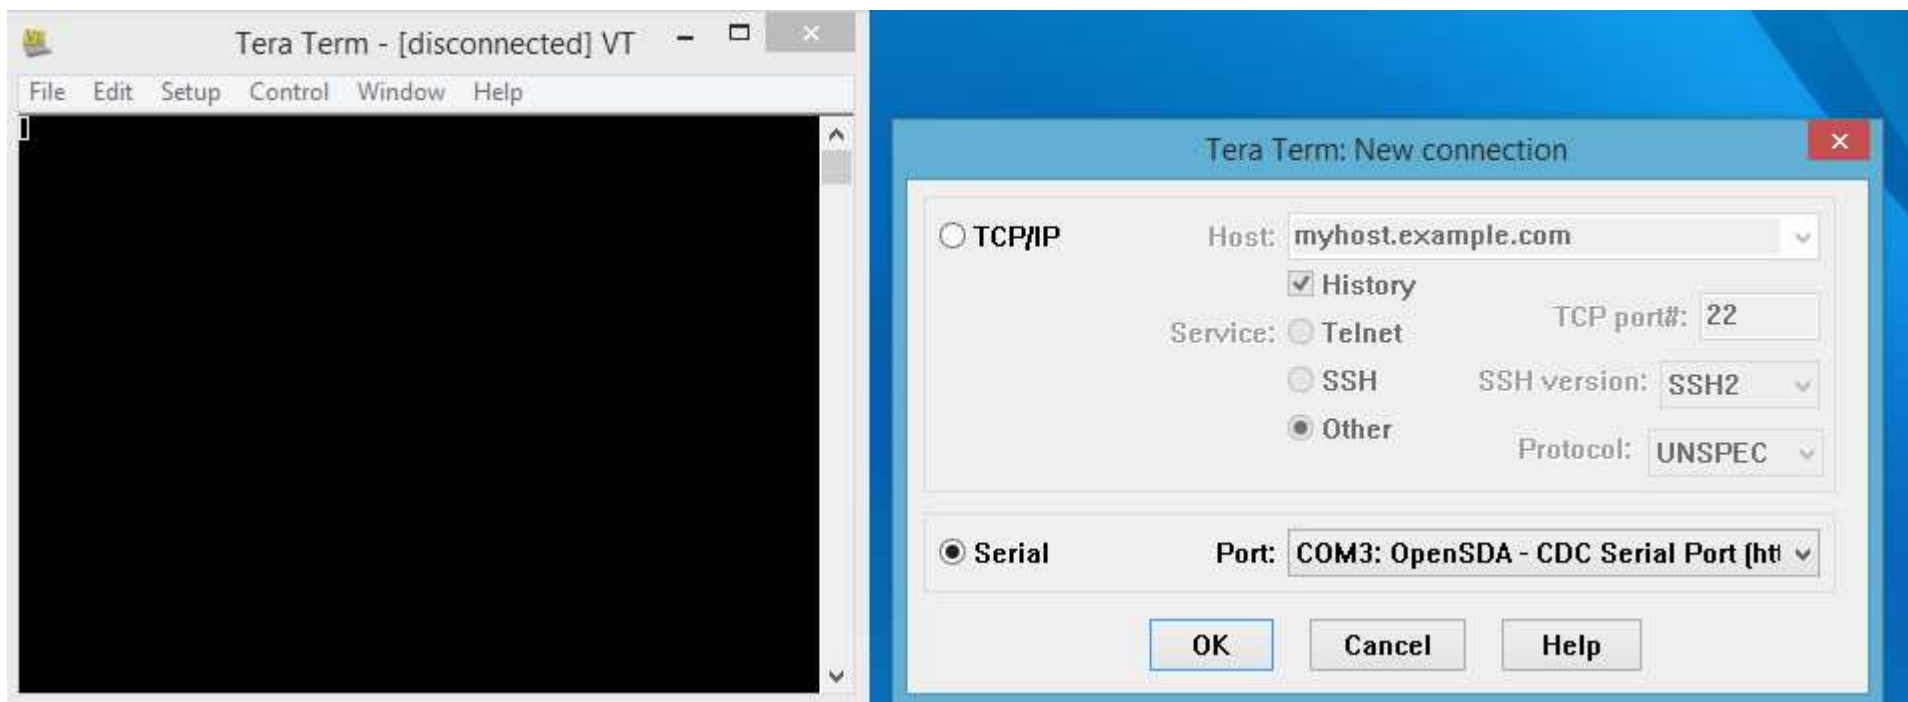 Tera Term - [disconnected] VT
File Edit Setup Control Window Help
Tera Term: New connection
TCP/IP Host: myhost.example.com
History
TCP port#: 22
Service: Telnet
SSH SSH version: SSH2
Other
Protocol: UNSPEC
Serial Port: COM3: OpenSDA - CDC Serial Port (htt
OK Cancel Help